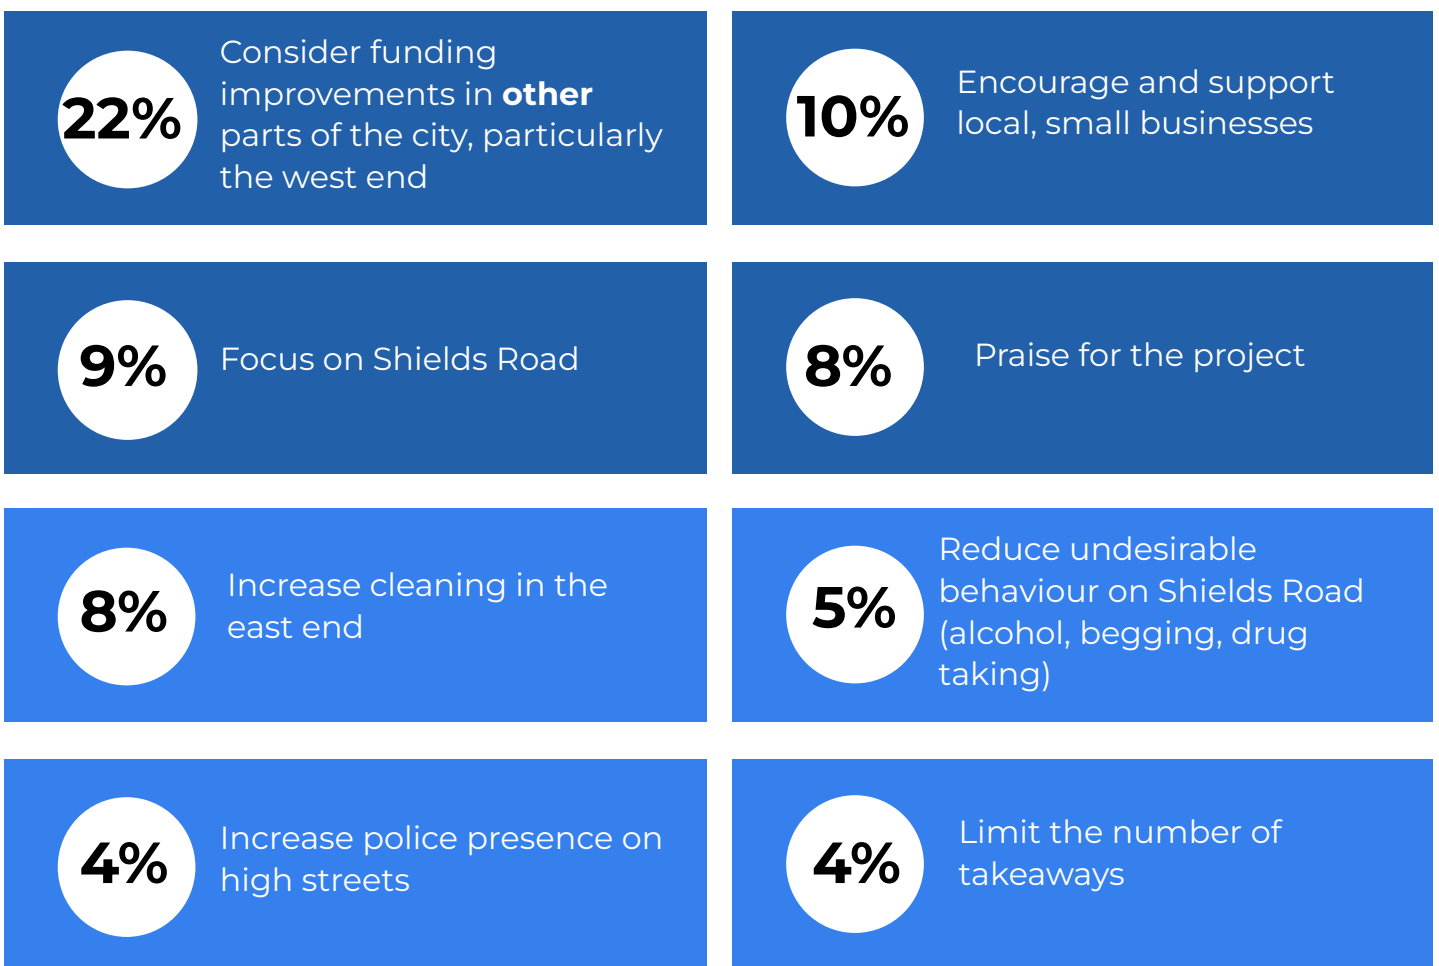 22%
Consider funding
improvements in other
parts of the city, particularly
the west end
10%
Encourage and support
local, small businesses
9%
Focus on Shields Road
8%
Praise for the project
8%
Increase cleaning in the
east end
5%
Reduce undesirable
behaviour on Shields Road
(alcohol, begging, drug
taking)
4%
Increase police presence on
high streets
4%
Limit the number of
takeaways